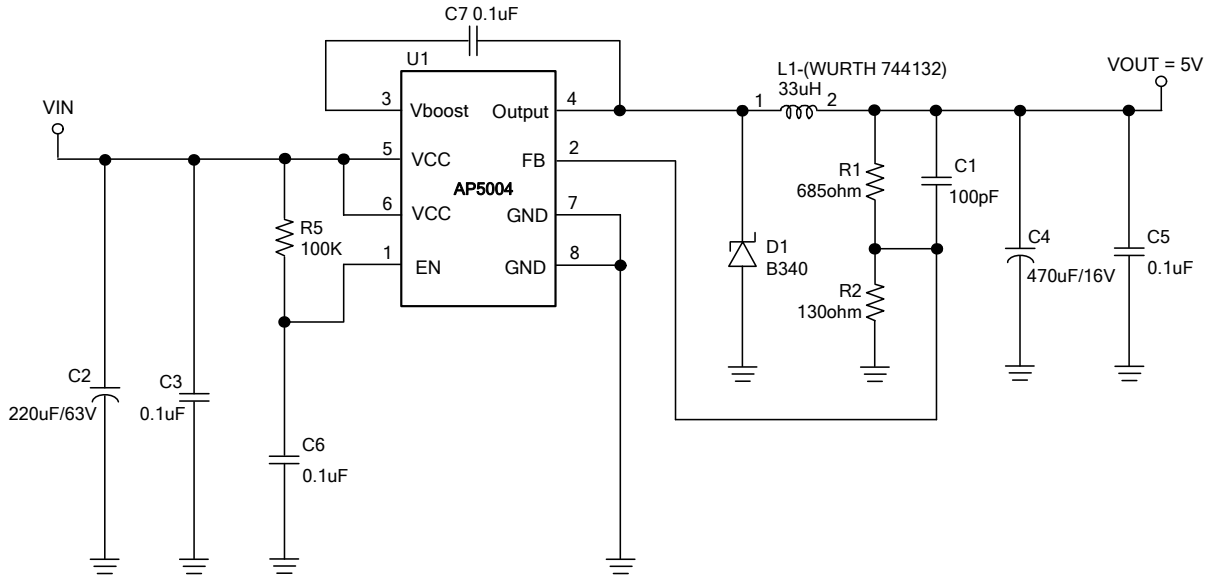 C7 0.1uF
U1
L1-(WURTH 744132)
33uH
VOUT = 5V
VIN
3
Vboost
Output
4
1
2
5
VCC
FB
2
AP5004
6
VCC
GND
7
1
EN
GND
8
R5
100K
R1
685ohm
C1
100pF
D1
B340
C4
470uF/16V
C5
0.1uF
R2
130ohm
C2
220uF/63V
C3
0.1uF
C6
0.1uF